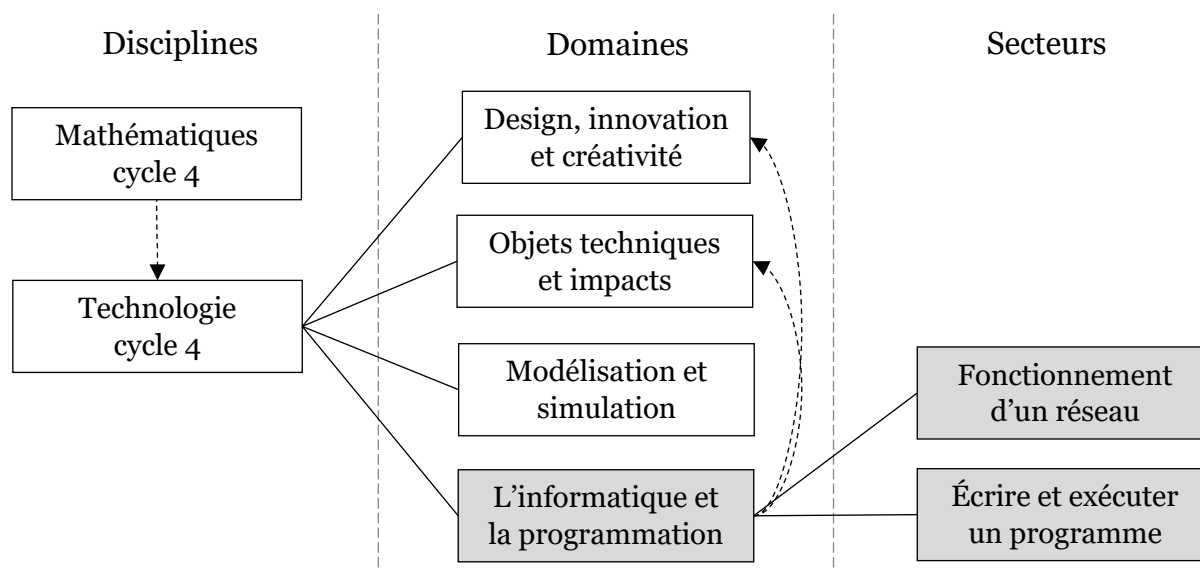 Disciplines
Domaines
Secteurs
Mathématiques
cycle 4
Technologie
cycle 4
Design, innovation
et créativité
Objets techniques
et impacts
Modélisation et
simulation
L’informatique et
la programmation
Fonctionnement
d’un réseau
Écrire et exécuter
un programme